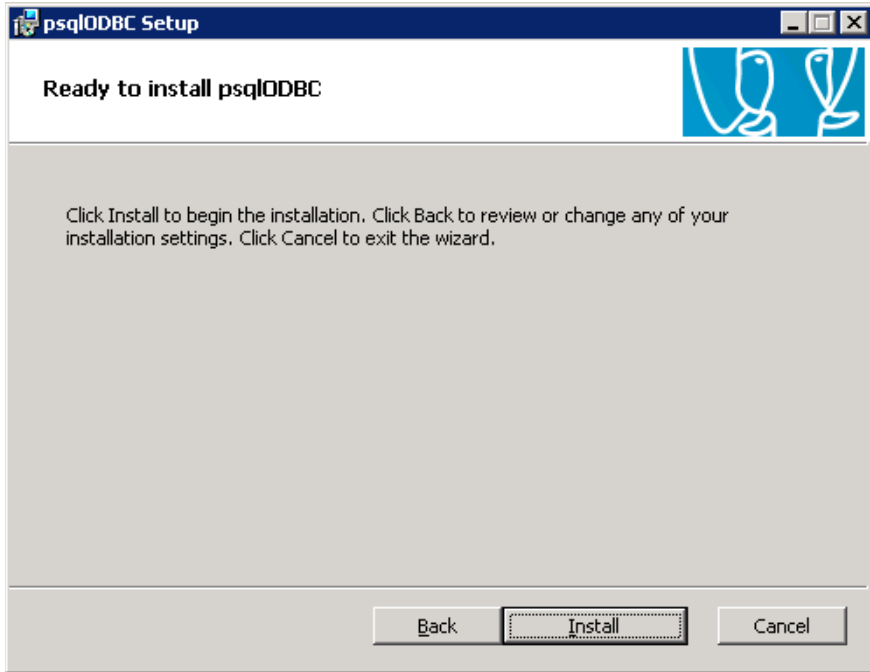 psqlODBC Setup
Ready to install psqlODBC
Click Install to begin the installation. Click Back to review or change any of your
installation settings. Click Cancel to exit the wizard.
Back
Install
Cancel